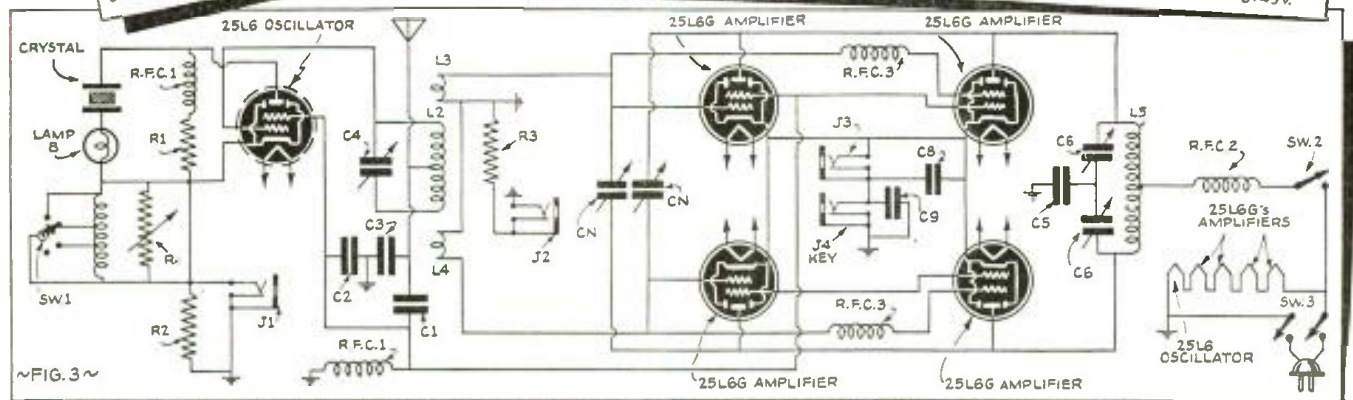 25L6 OSCILLATOR
25L6G AMPLIFIER
25L6G AMPLIFIER
CRYSTAL
R.F.C.1
LAMP
B
R1
C4
L3
L2
R3
R.F.C.3
J3
C8
C6
L5
R.F.C.2
SW.2
CN
CN
C9
C5
25L6G's
AMPLIFIERS
R
C3
C2
L4
J2
J4
KEY
C6
SW1
J1
C1
R.F.C.3
SW.3
R2
R.F.C.1
25L6
OSCILLATOR
~FIG.3~
25L6G AMPLIFIER
25L6G AMPLIFIER